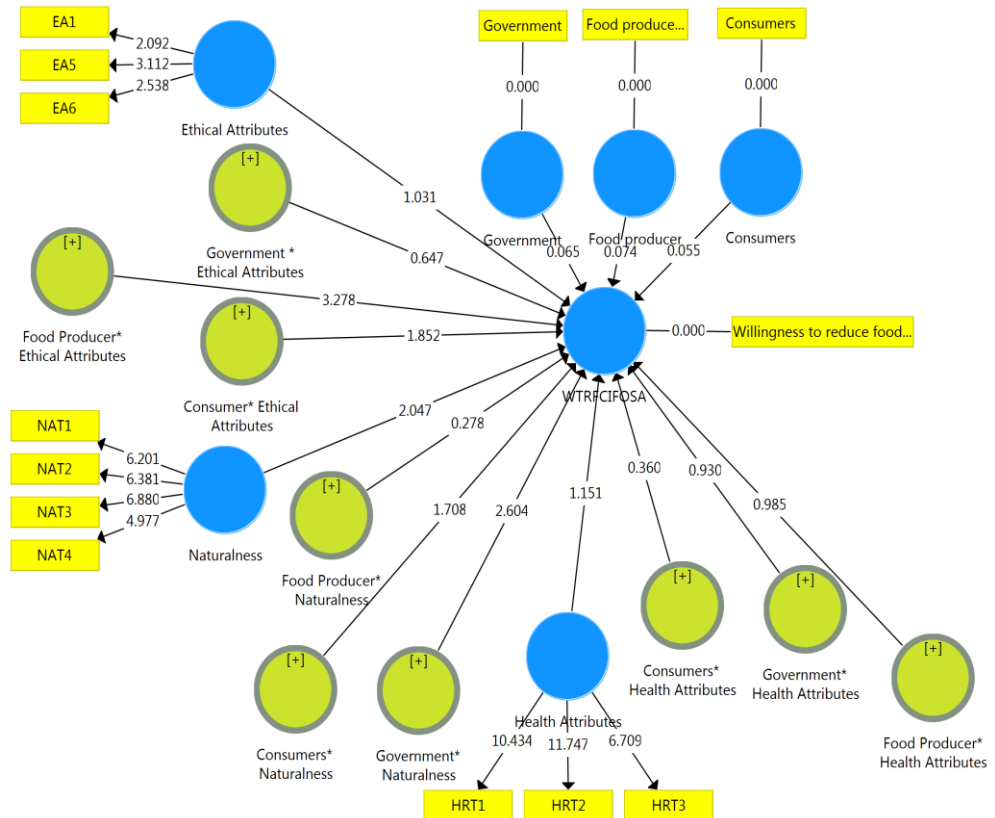 EA1
EA5
EA6
2.092
3.112
2.538
Ethical Attributes
Government
Food produce...
Consumers
0.000
0.000
0.000
Government
Food producer
Consumers
[+]
Government *
Ethical Attributes
1.031
0.647
0.065
0.074
0.055
[+]
Food Producer*
Ethical Attributes
3.278
[+]
Consumer* Ethical
Attributes
1.852
0.000
Willingness to reduce food...
WTRFCIFOSA
NAT1
NAT2
NAT3
NAT4
6.201
6.381
6.880
4.977
Naturalness
2.047
0.278
[+]
Food Producer*
Naturalness
1.708
2.604
1.151
0.360
0.930
0.985
[+]
Consumers*
Naturalness
[+]
Government*
Naturalness
Health Attributes
10.434
11.747
6.709
HRT1
HRT2
HRT3
[+]
Consumers*
Health Attributes
[+]
Government*
Health Attributes
[+]
Food Producer*
Health Attributes